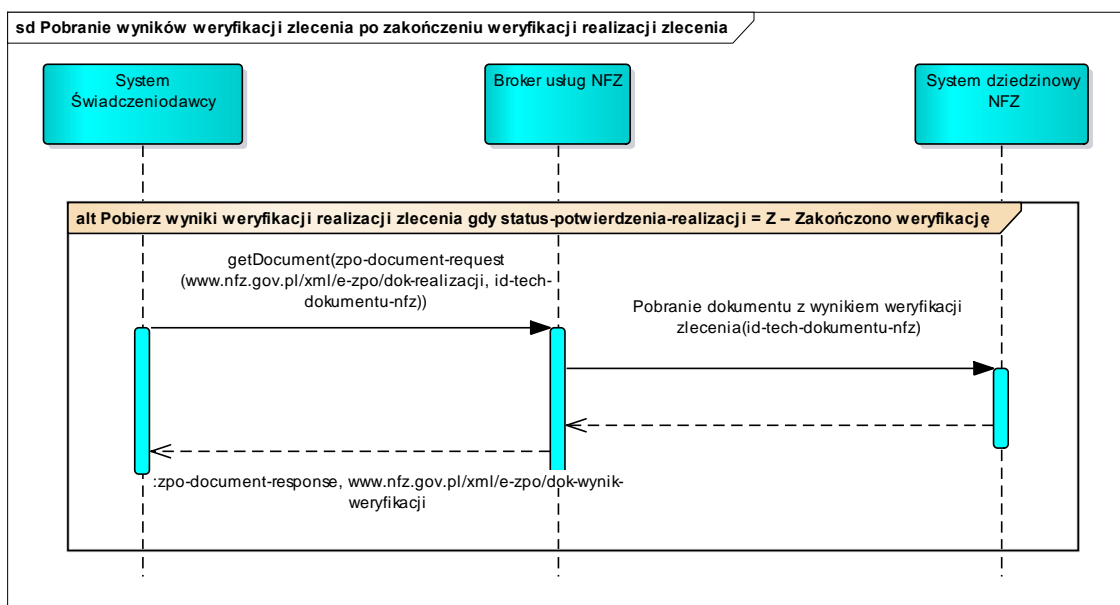 sd Pobranie wyników weryfikacji zlecenia po zakończeniu weryfikacji realizacji zlecenia
System
Świadczeniodawcy
Broker usług NFZ
System dziedzinowy
NFZ
alt Pobierz wyniki weryfikacji realizacji zlecenia gdy status-potwierdzenia-realizacji = Z – Zakończono weryfikację
getDocument(zpo-document-request
(www.nfz.gov.pl/xml/e-zpo/dok-realizacji, id-tech-
dokumentu-nfz))
Pobranie dokumentu z wynikiem weryfikacji
zlecenia(id-tech-dokumentu-nfz)
:zpo-document-response, www.nfz.gov.pl/xml/e-zpo/dok-wynik-
weryfikacji